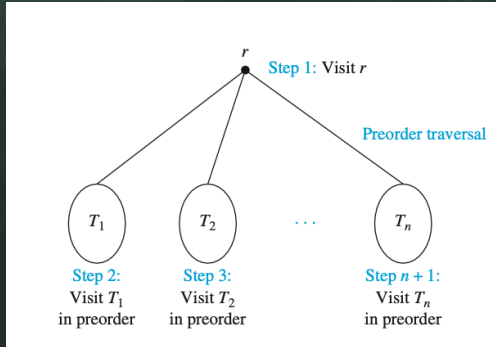 r
Step 1: Visit r
Preorder traversal
T₁
T₂
. . .
Tₙ
Step 2:
Visit T₁
in preorder
Step 3:
Visit T₂
in preorder
Step n + 1:
Visit Tₙ
in preorder